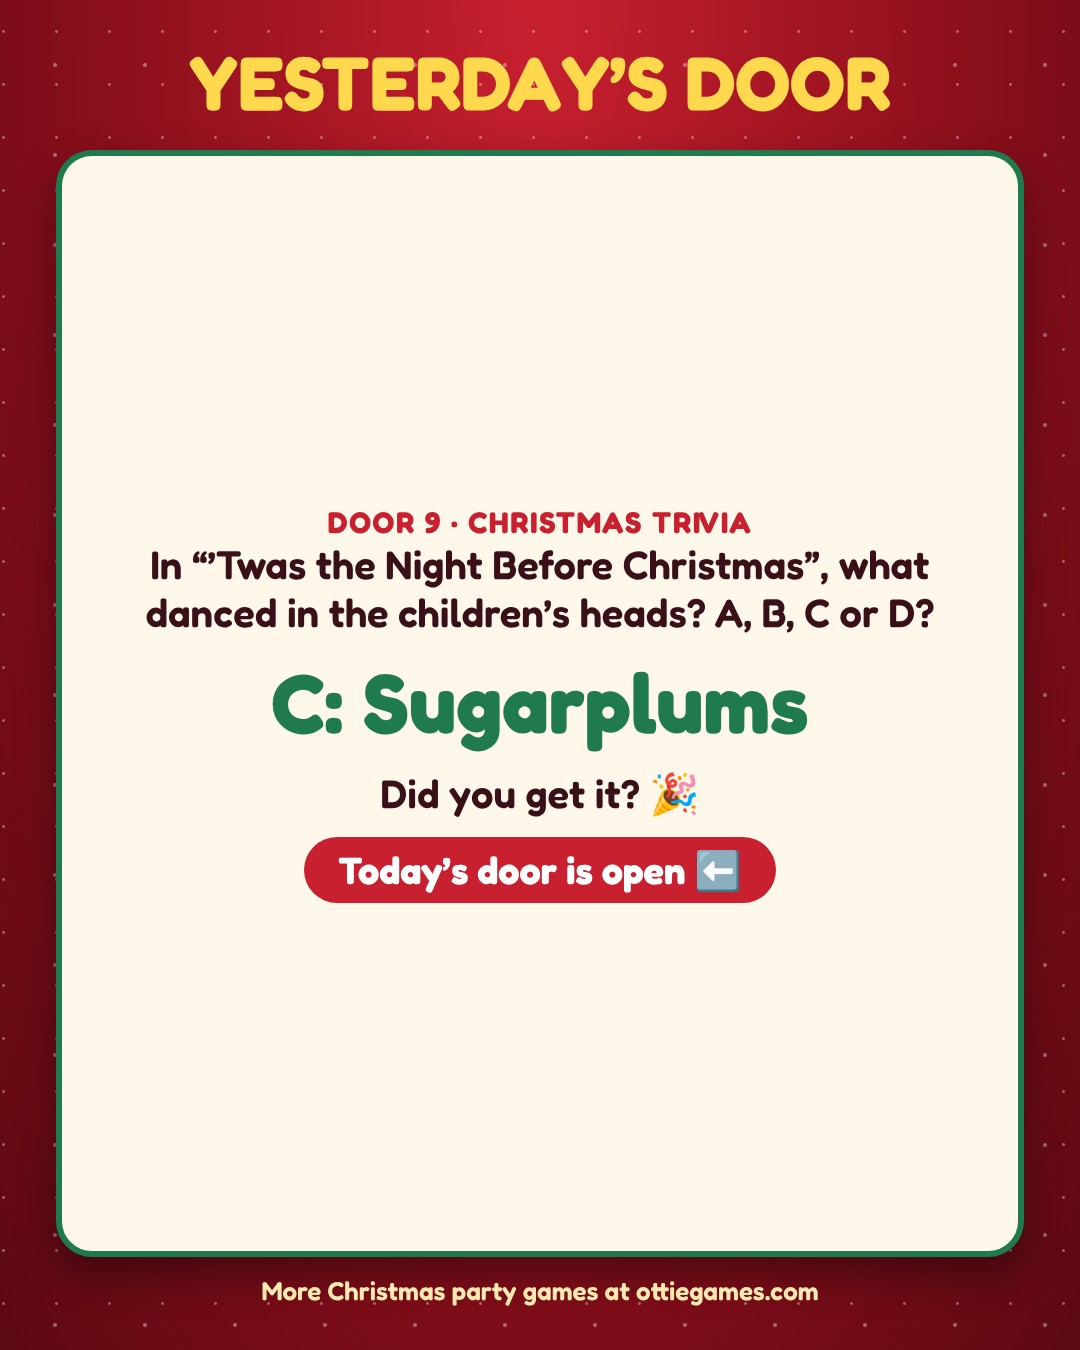 YESTERDAY’S DOOR
DOOR 9 · CHRISTMAS TRIVIA
In “’Twas the Night Before Christmas”, what
danced in the children’s heads? A, B, C or D?
C: Sugarplums
Did you get it? 🎉
Today’s door is open ⬅️
More Christmas party games at ottiegames.com